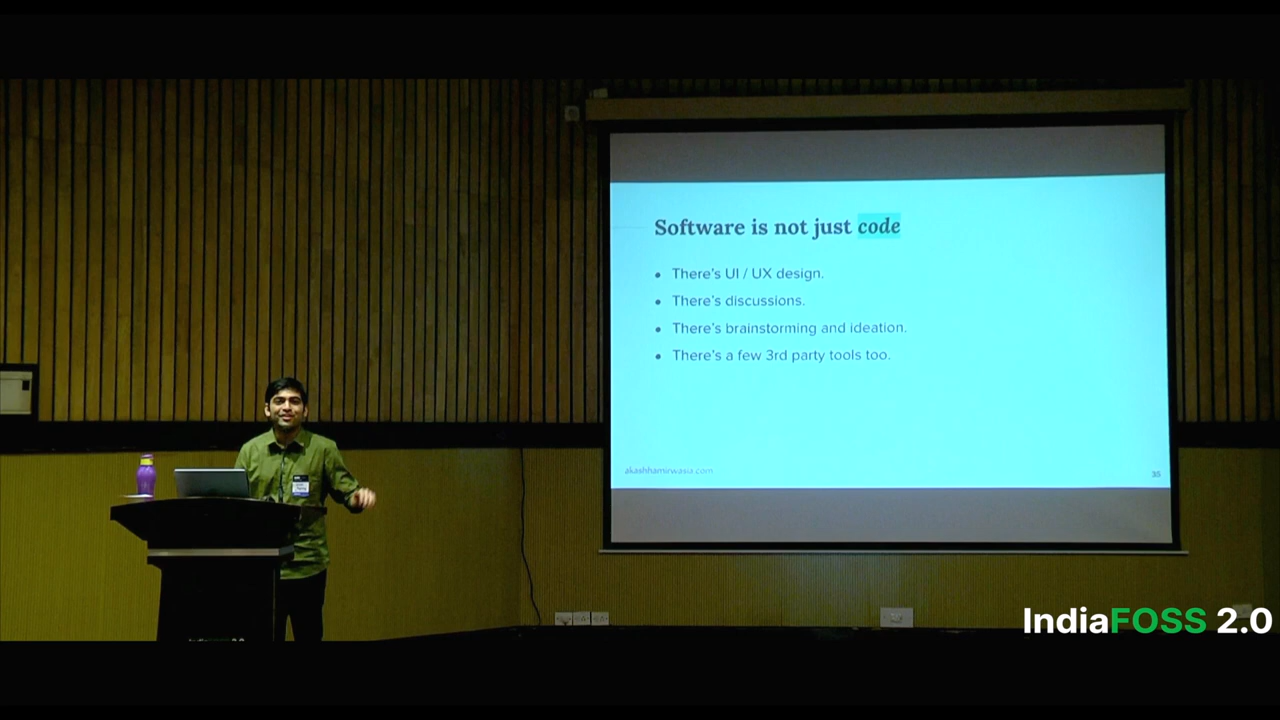 Software is not just code
• There's UI / UX design.
• There's discussions.
• There's brainstorming and ideation.
• There's a few 3rd party tools too.
akashhamirwasia.com
35
IndiaFOSS 2.0